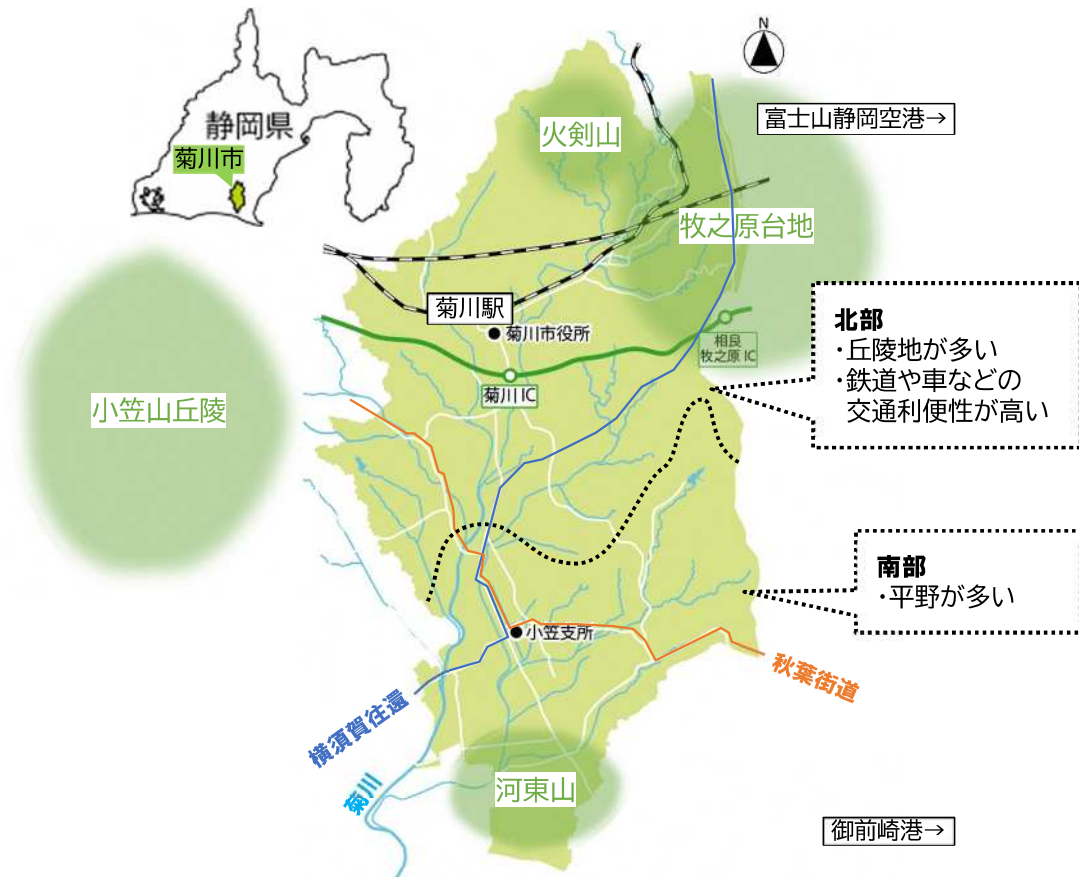 N
静岡県
菊川市
火剣山
富士山静岡空港→
牧之原台地
菊川駅
菊川市役所
相良
牧之原 IC
菊川 IC
小笠山丘陵
北部
・丘陵地が多い
・鉄道や車などの
交通利便性が高い
南部
・平野が多い
小笠支所
秋葉街道
横須賀往還
菊川
河東山
御前崎港→